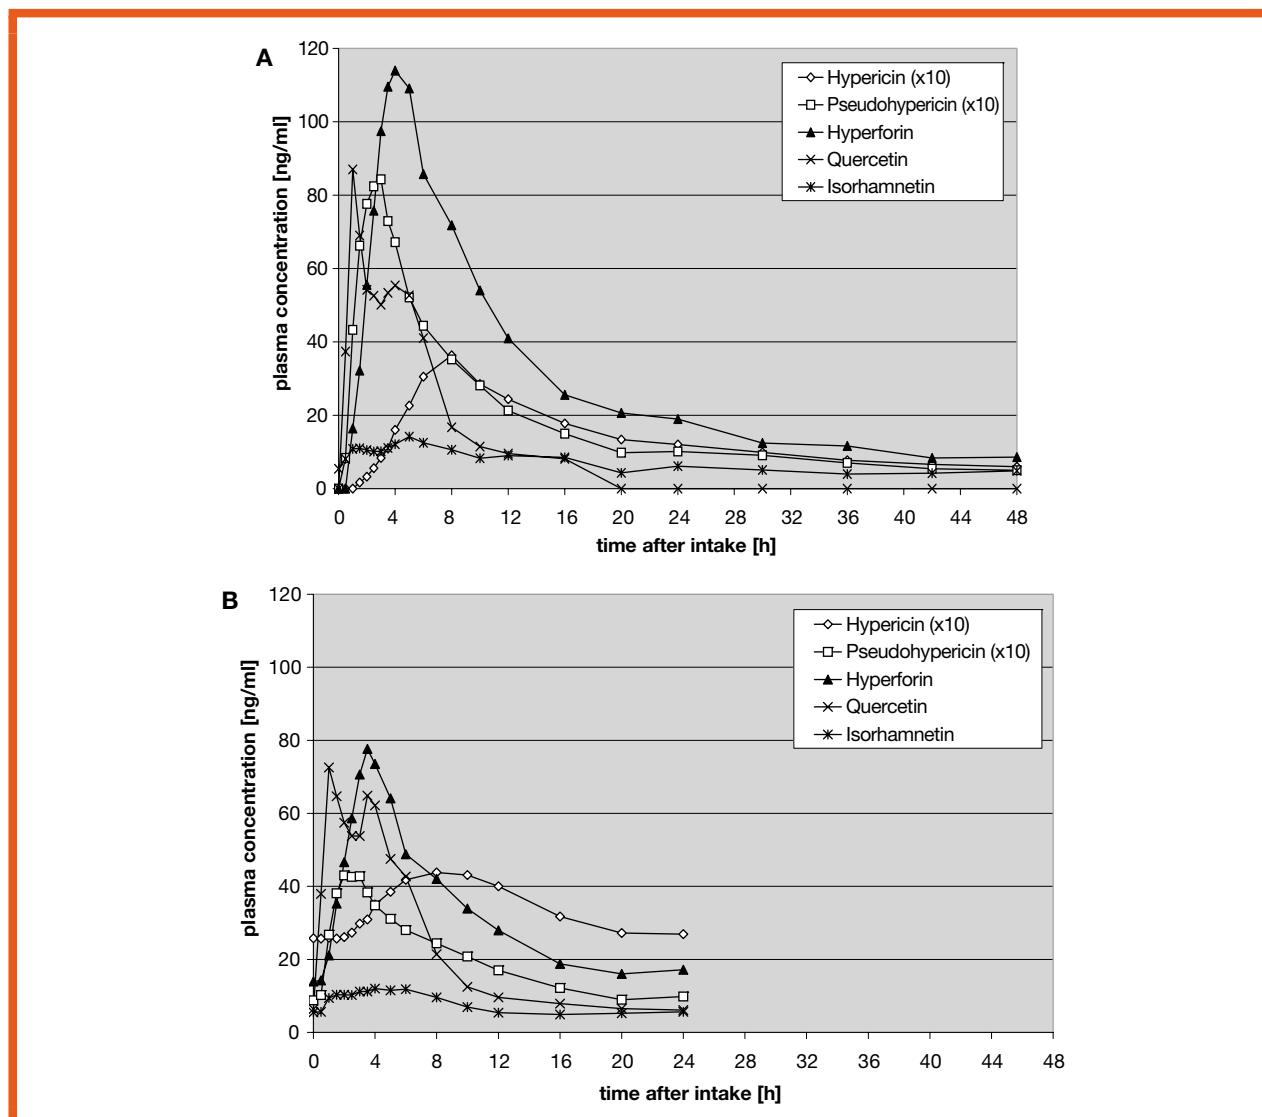 A
120
100
80
60
40
20
0
plasma concentration [ng/ml]
Hypericin (x10)
Pseudohypericin (x10)
Hyperforin
Quercetin
Isorhamnetin
0 4 8 12 16 20 24 28 32 36 40 44 48
time after intake [h]
B
120
100
80
60
40
20
0
plasma concentration [ng/ml]
Hypericin (x10)
Pseudohypericin (x10)
Hyperforin
Quercetin
Isorhamnetin
0 4 8 12 16 20 24 28 32 36 40 44 48
time after intake [h]